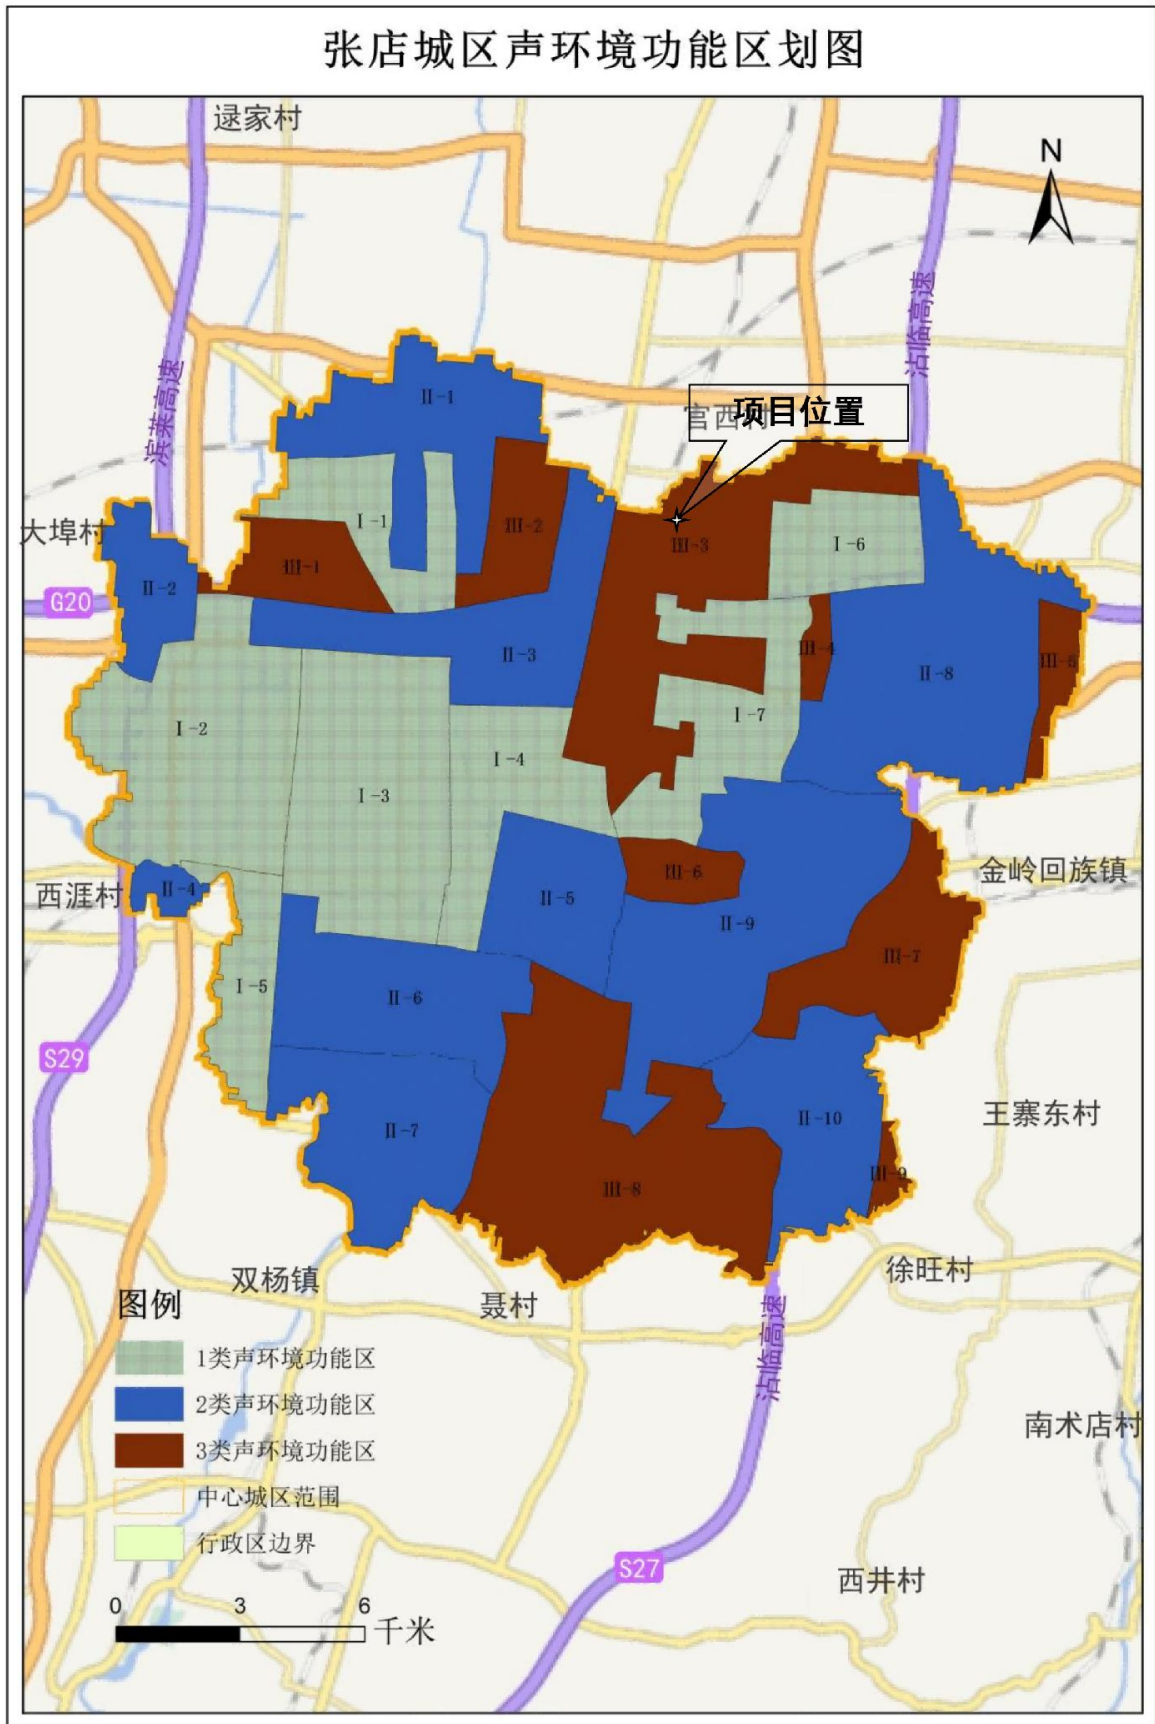 张店城区声环境功能区划图
逯家村
N
滨莱高速
沾临高速
官西村
项目位置
II-1
大埠村
I-1
III-2
III-3
I-6
III-1
II-2
G20
II-3
III-4
II-8
III-5
I-2
I-7
I-4
I-3
西涯村
II-4
III-6
金岭回族镇
II-5
II-9
III-7
I-5
II-6
S29
II-7
II-10
王寨东村
III-8
III-9
双杨镇
聂村
徐旺村
沾临高速
图例
1类声环境功能区
2类声环境功能区
3类声环境功能区
中心城区范围
行政区边界
南术店村
S27
西井村
0 3 6
千米